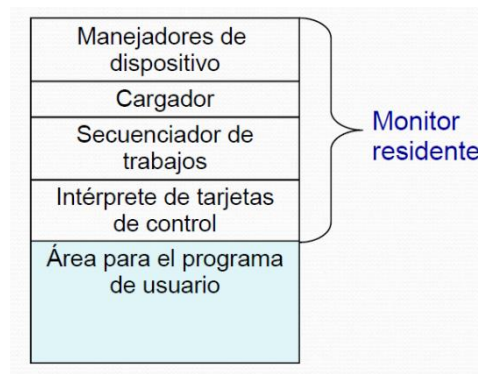 Manejadores de
dispositivo
Cargador
Secuenciador de
trabajos
Intérprete de tarjetas
de control
Área para el programa
de usuario
Monitor
residente